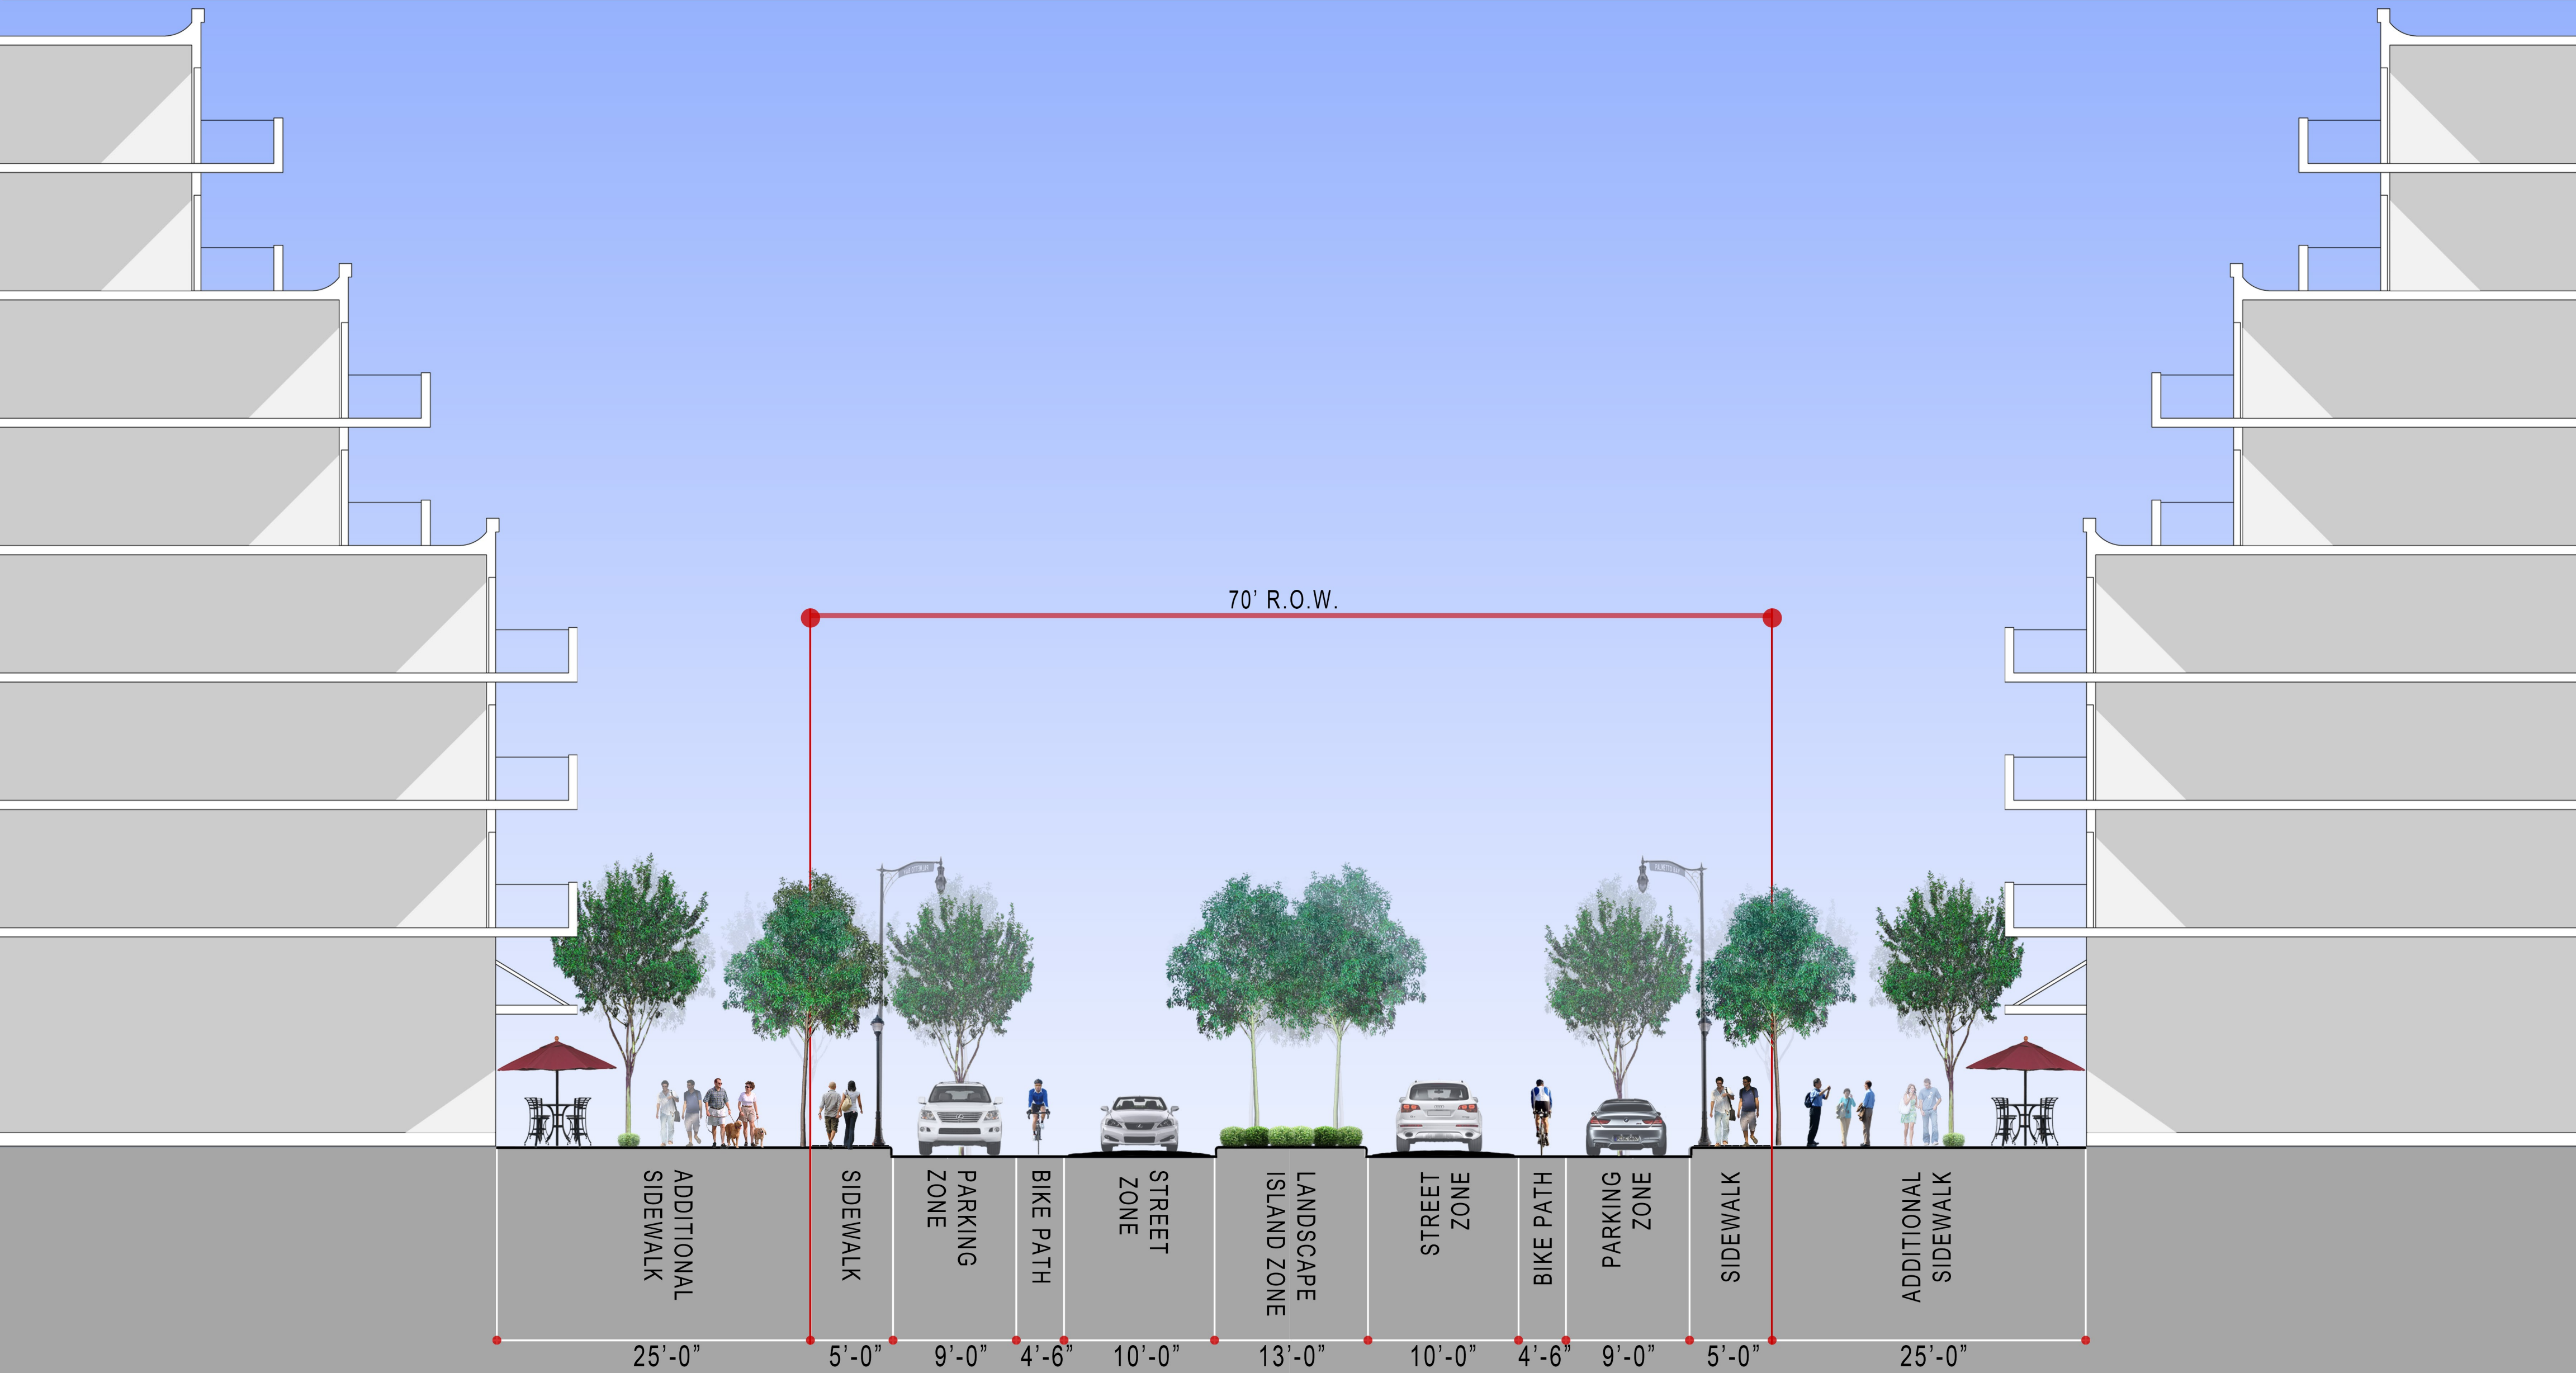 70' R.O.W.
ADDITIONAL
SIDEWALK
SIDEWALK
PARKING
ZONE
BIKE PATH
STREET
ZONE
LANDSCAPE
ISLAND ZONE
STREET
ZONE
BIKE PATH
PARKING
ZONE
SIDEWALK
ADDITIONAL
SIDEWALK
25'-0" 5'-0" 9'-0" 4'-6" 10'-0" 13'-0" 10'-0" 4'-6" 9'-0" 5'-0" 25'-0"